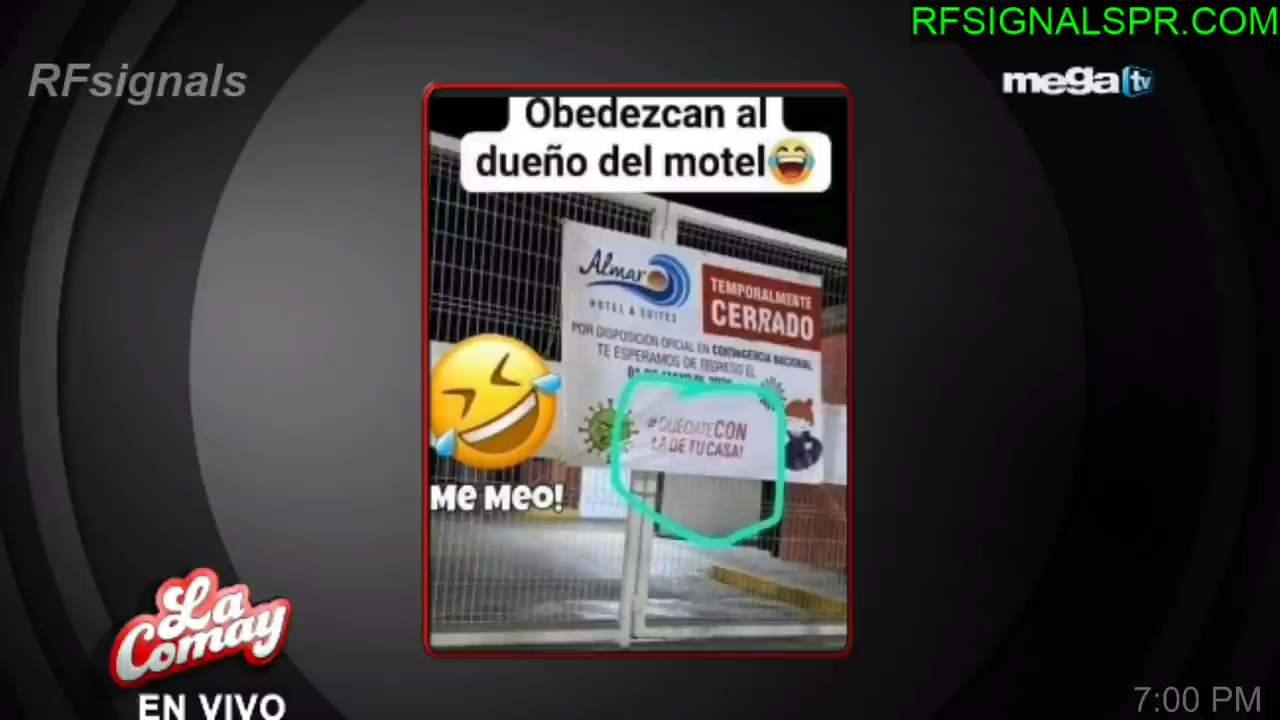 RFSIGNALSPR.COM
RFsignals
mega tv
Obedezcan al
dueño del motel
Almar
HOTEL & SUITES
TEMPORALMENTE
CERRADO
POR DISPOSICIÓN OFICIAL EN CONTINGENCIA NACIONAL
TE ESPERAMOS DE REGRESO EL
#QUÉDATECON
LA DE TU CASA!
Me Meo!
La
Comay
EN VIVO
7:00 PM